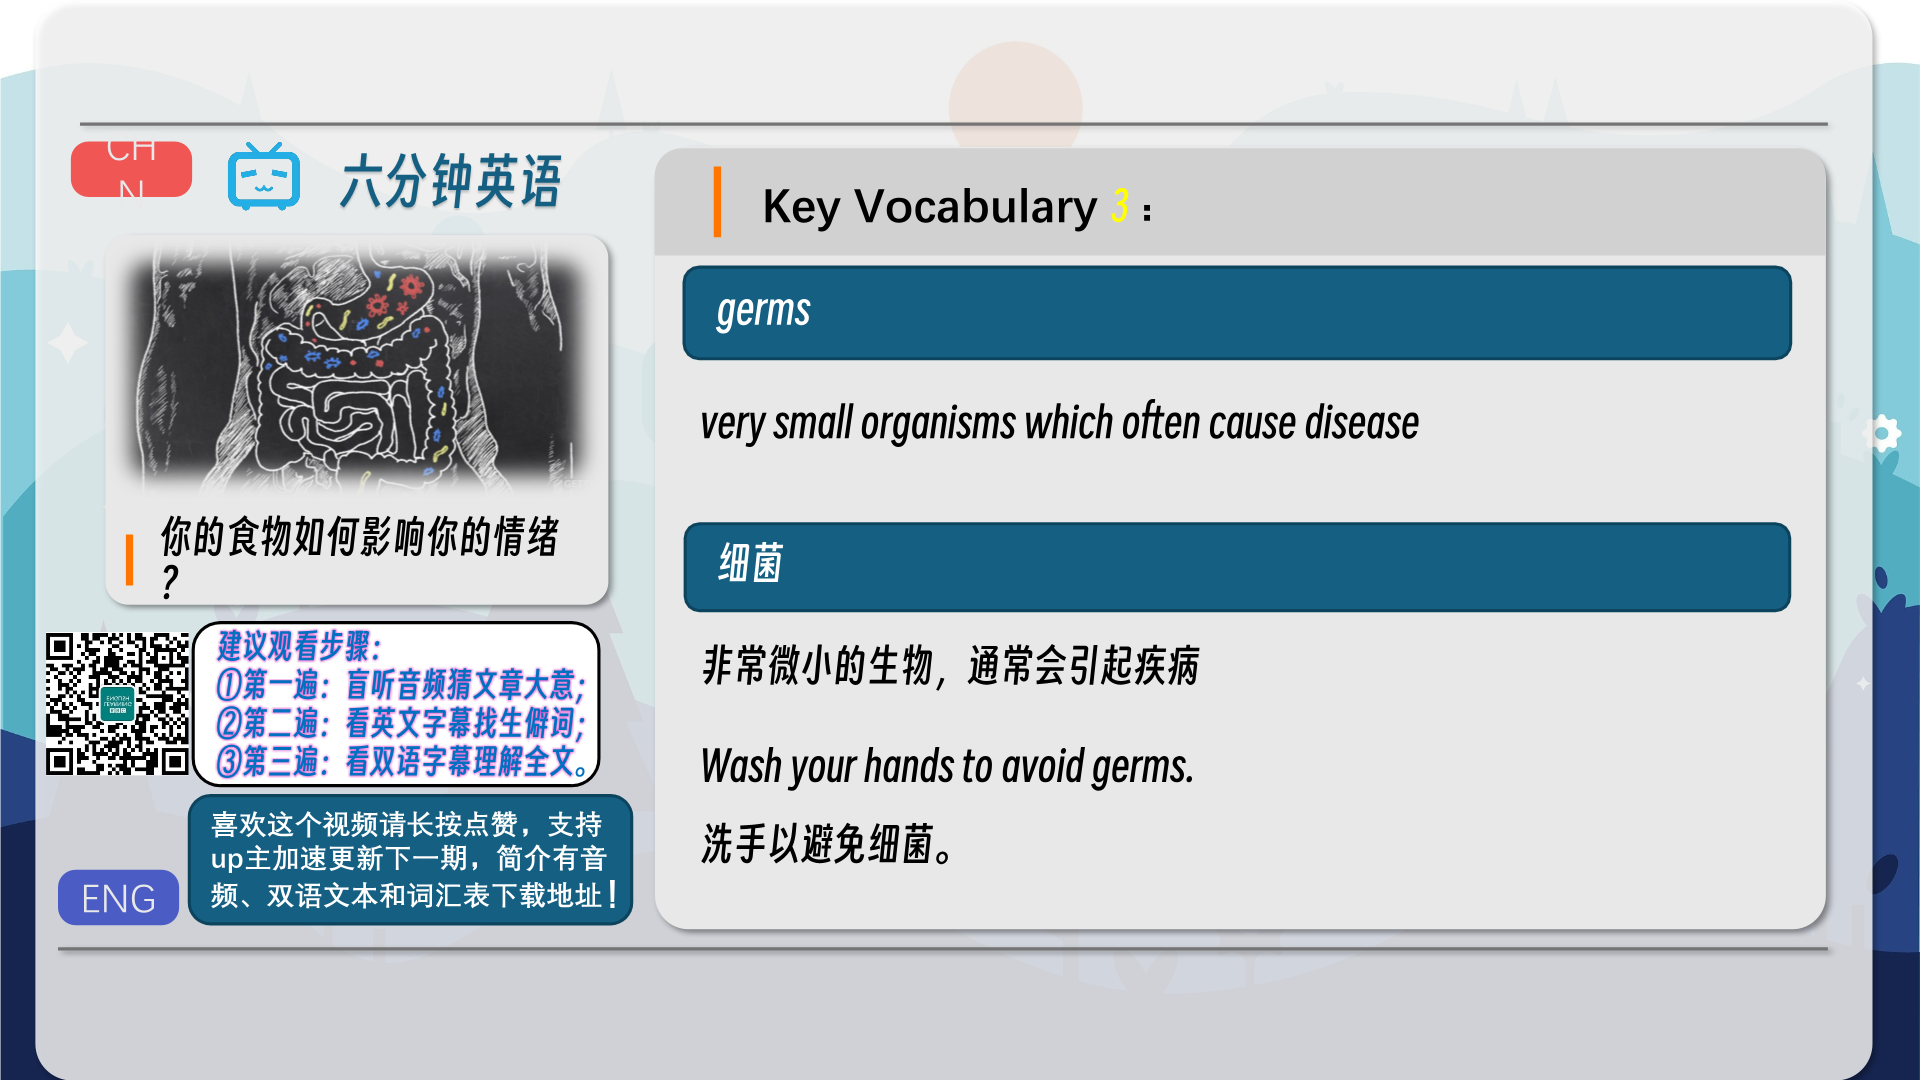 CH
N
六分钟英语
你的食物如何影响你的情绪
?
建议观看步骤：
①第一遍：盲听音频猜文章大意；
②第二遍：看英文字幕找生僻词；
③第三遍：看双语字幕理解全文。
喜欢这个视频请长按点赞，支持
up主加速更新下一期，简介有音
频、双语文本和词汇表下载地址！
ENG
Key Vocabulary 3：
germs
very small organisms which often cause disease
细菌
非常微小的生物，通常会引起疾病
Wash your hands to avoid germs.
洗手以避免细菌。